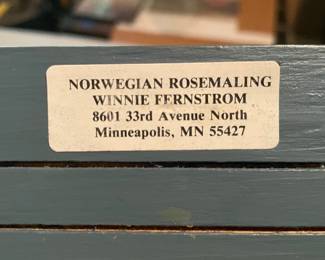 NORWEGIAN ROSEMALING
WINNIE FERNSTROM
8601 33rd Avenue North
Minneapolis, MN 55427